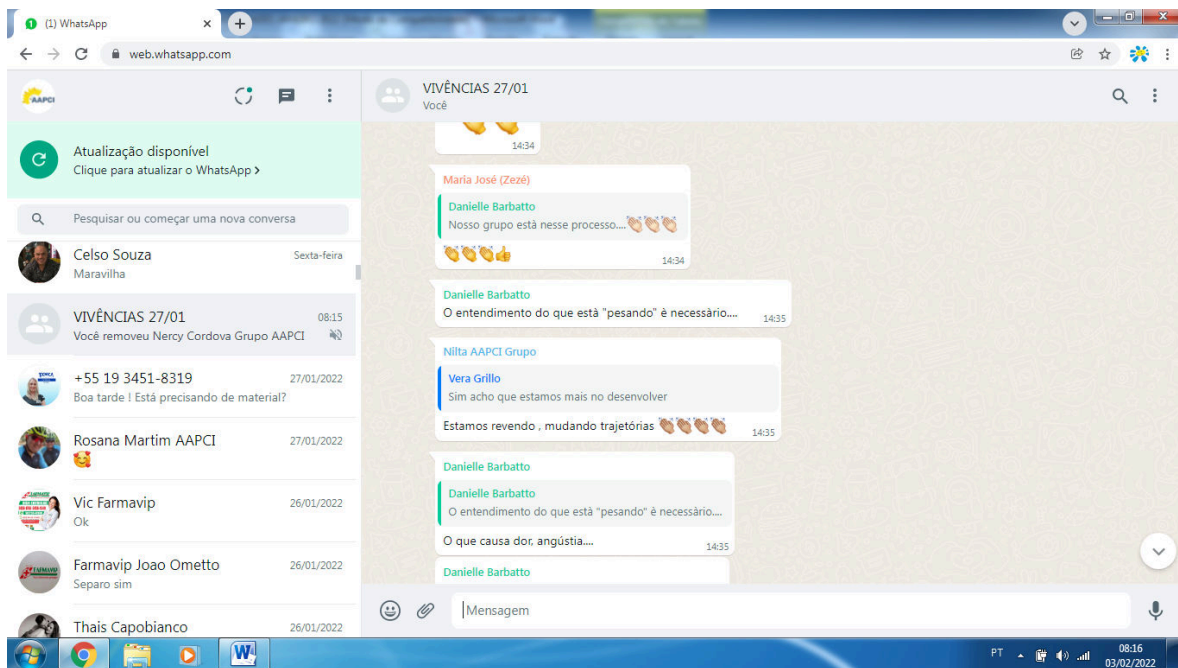 (1) WhatsApp
web.whatsapp.com
AAPCI
Atualização disponível
Clique para atualizar o WhatsApp >
Pesquisar ou começar uma nova conversa
Celso Souza
Sexta-feira
Maravilha
VIVÊNCIAS 27/01
08:15
Você removeu Nercy Cordova Grupo AAPCI
+55 19 3451-8319
27/01/2022
Boa tarde ! Está precisando de material?
Rosana Martim AAPCI
27/01/2022
Vic Farmavip
26/01/2022
Ok
Farmavip Joao Ometto
26/01/2022
Separo sim
Thais Capobianco
26/01/2022
VIVÊNCIAS 27/01
Você
14:34
Maria José (Zezé)
Danielle Barbatto
Nosso grupo està nesse processo....👏🏼👏🏼👏🏼
👏👏👏👍
14:34
Danielle Barbatto
O entendimento do que està "pesando" è necessàrio....
14:35
Nilta AAPCI Grupo
Vera Grillo
Sim acho que estamos mais no desenvolver
Estamos revendo , mudando trajetórias 👏🏽👏🏽👏🏽👏🏽
14:35
Danielle Barbatto
Danielle Barbatto
O entendimento do que està "pesando" è necessàrio....
O que causa dor, angústia....
14:35
Danielle Barbatto
Mensagem
PT
08:16
03/02/2022